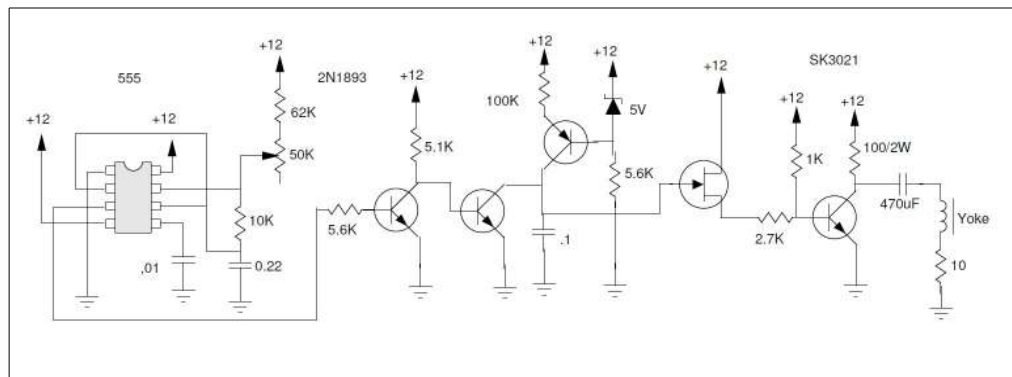 555
+12
+12
+12
62K
50K
10K
,01
0.22
2N1893
+12
5.1K
5.6K
+12
100K
+12
5V
5.6K
.1
+12
2.7K
SK3021
+12
1K
+12
100/2W
470uF
Yoke
10